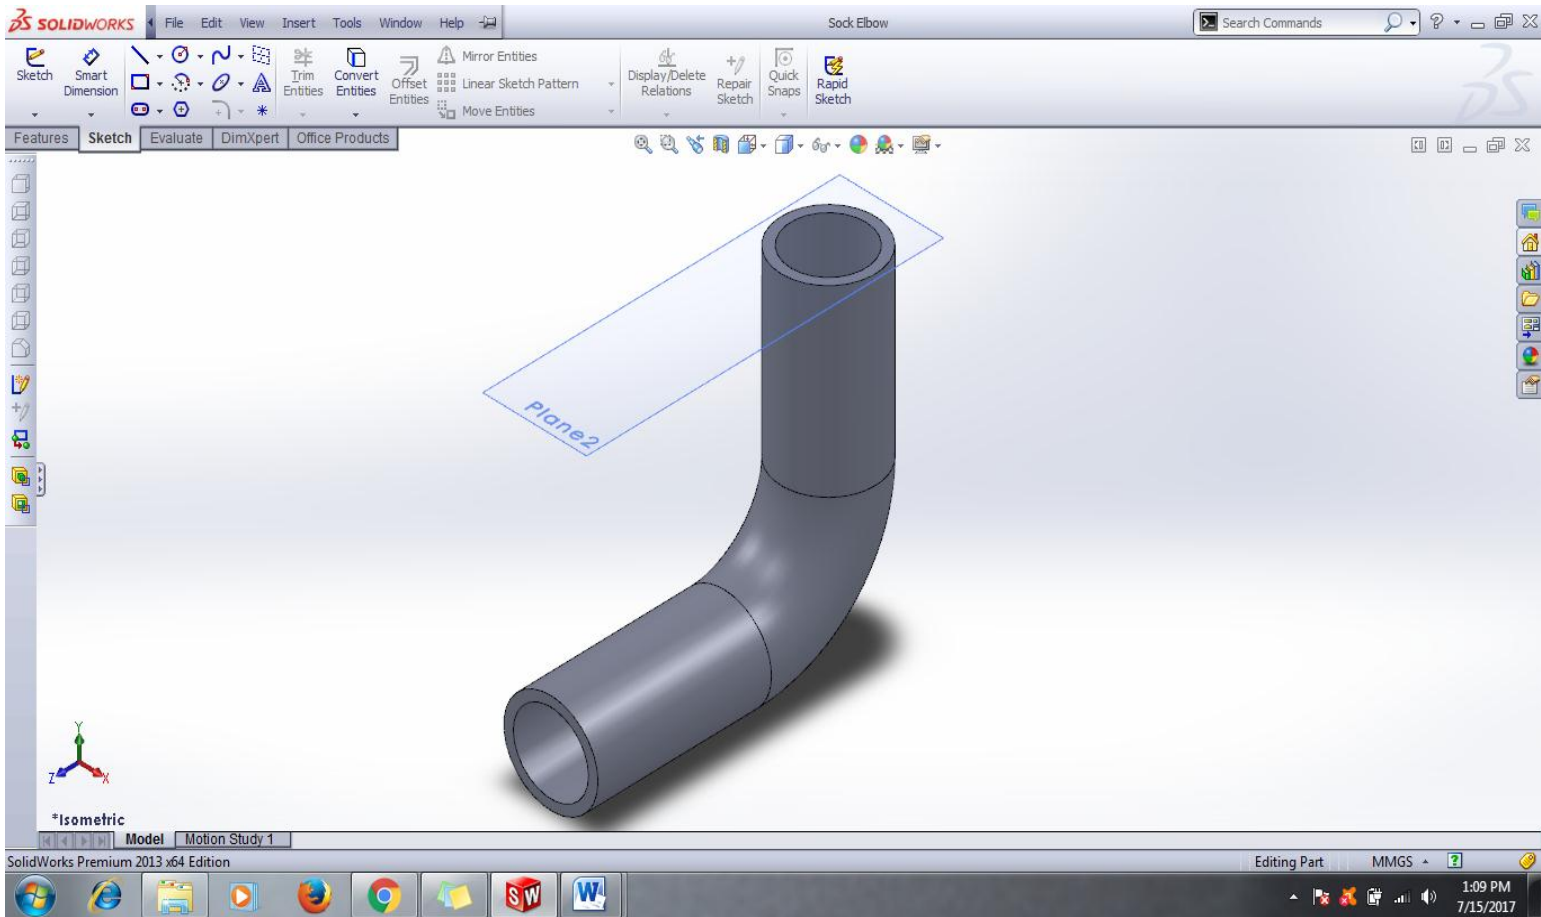 SOLIDWORKS File Edit View Insert Tools Window Help Sock Elbow Search Commands
Sketch Smart Dimension Trim Entities Convert Entities Offset Entities Mirror Entities Display/Delete Relations Repair Sketch Quick Snaps Rapid Sketch
Linear Sketch Pattern
Move Entities
Features Sketch Evaluate DimXpert Office Products
Plane2
Y
Z X
*Isometric
Model Motion Study 1
SolidWorks Premium 2013 x64 Edition Editing Part MMGS
1:09 PM
7/15/2017